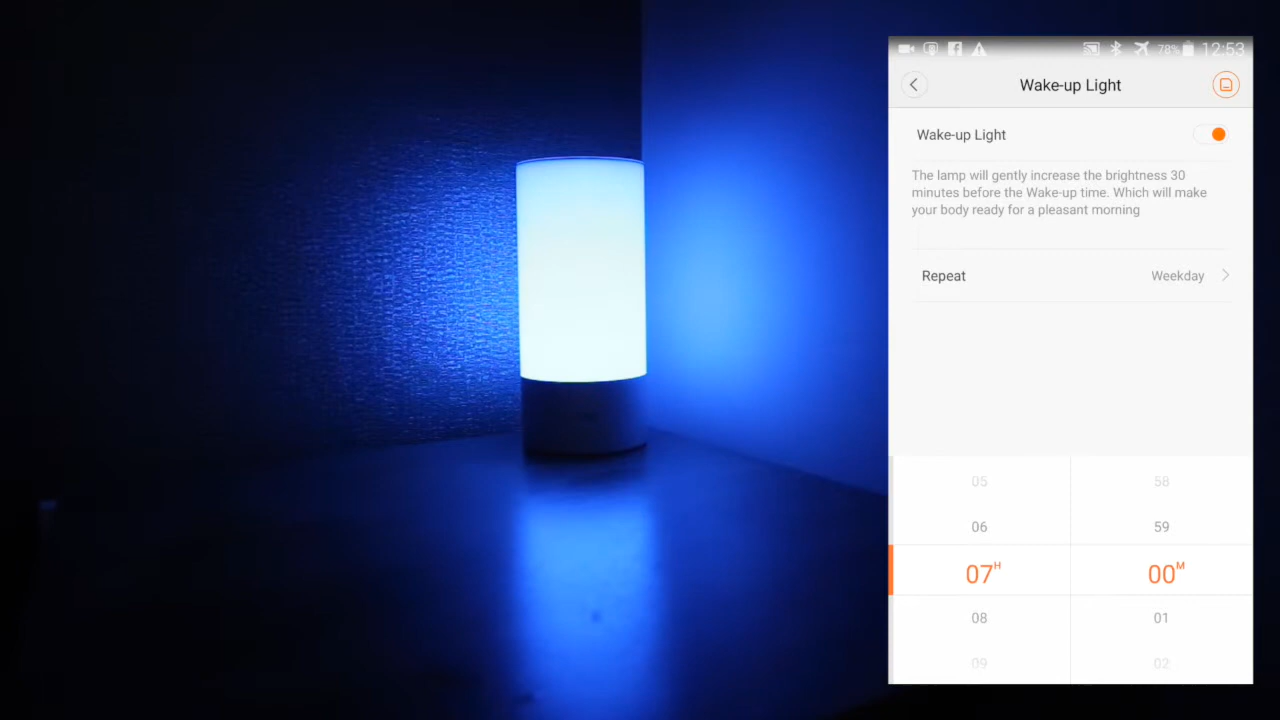 78% 12:53
Wake-up Light
Wake-up Light
The lamp will gently increase the brightness 30
minutes before the Wake-up time. Which will make
your body ready for a pleasant morning
Repeat Weekday
05 58
06 59
07H 00M
08 01
09 02